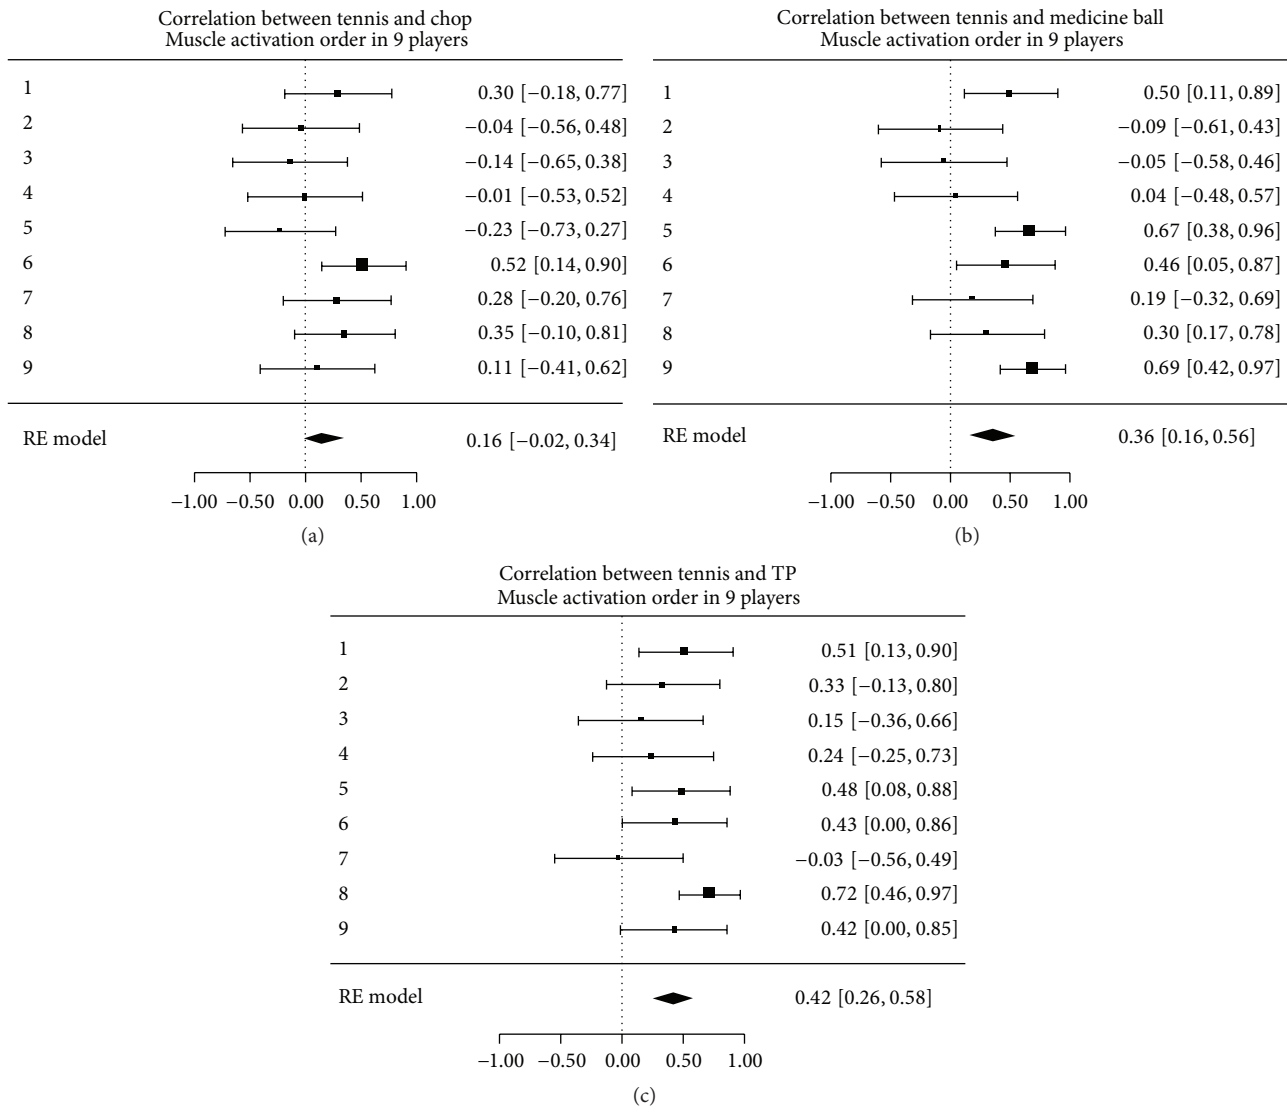 Correlation between tennis and chop
Muscle activation order in 9 players
1 0.30 [−0.18, 0.77]
2 −0.04 [−0.56, 0.48]
3 −0.14 [−0.65, 0.38]
4 −0.01 [−0.53, 0.52]
5 −0.23 [−0.73, 0.27]
6 0.52 [0.14, 0.90]
7 0.28 [−0.20, 0.76]
8 0.35 [−0.10, 0.81]
9 0.11 [−0.41, 0.62]
RE model 0.16 [−0.02, 0.34]
−1.00 −0.50 0.00 0.50 1.00
(a)
Correlation between tennis and medicine ball
Muscle activation order in 9 players
1 0.50 [0.11, 0.89]
2 −0.09 [−0.61, 0.43]
3 −0.05 [−0.58, 0.46]
4 0.04 [−0.48, 0.57]
5 0.67 [0.38, 0.96]
6 0.46 [0.05, 0.87]
7 0.19 [−0.32, 0.69]
8 0.30 [0.17, 0.78]
9 0.69 [0.42, 0.97]
RE model 0.36 [0.16, 0.56]
−1.00 −0.50 0.00 0.50 1.00
(b)
Correlation between tennis and TP
Muscle activation order in 9 players
1 0.51 [0.13, 0.90]
2 0.33 [−0.13, 0.80]
3 0.15 [−0.36, 0.66]
4 0.24 [−0.25, 0.73]
5 0.48 [0.08, 0.88]
6 0.43 [0.00, 0.86]
7 −0.03 [−0.56, 0.49]
8 0.72 [0.46, 0.97]
9 0.42 [0.00, 0.85]
RE model 0.42 [0.26, 0.58]
−1.00 −0.50 0.00 0.50 1.00
(c)